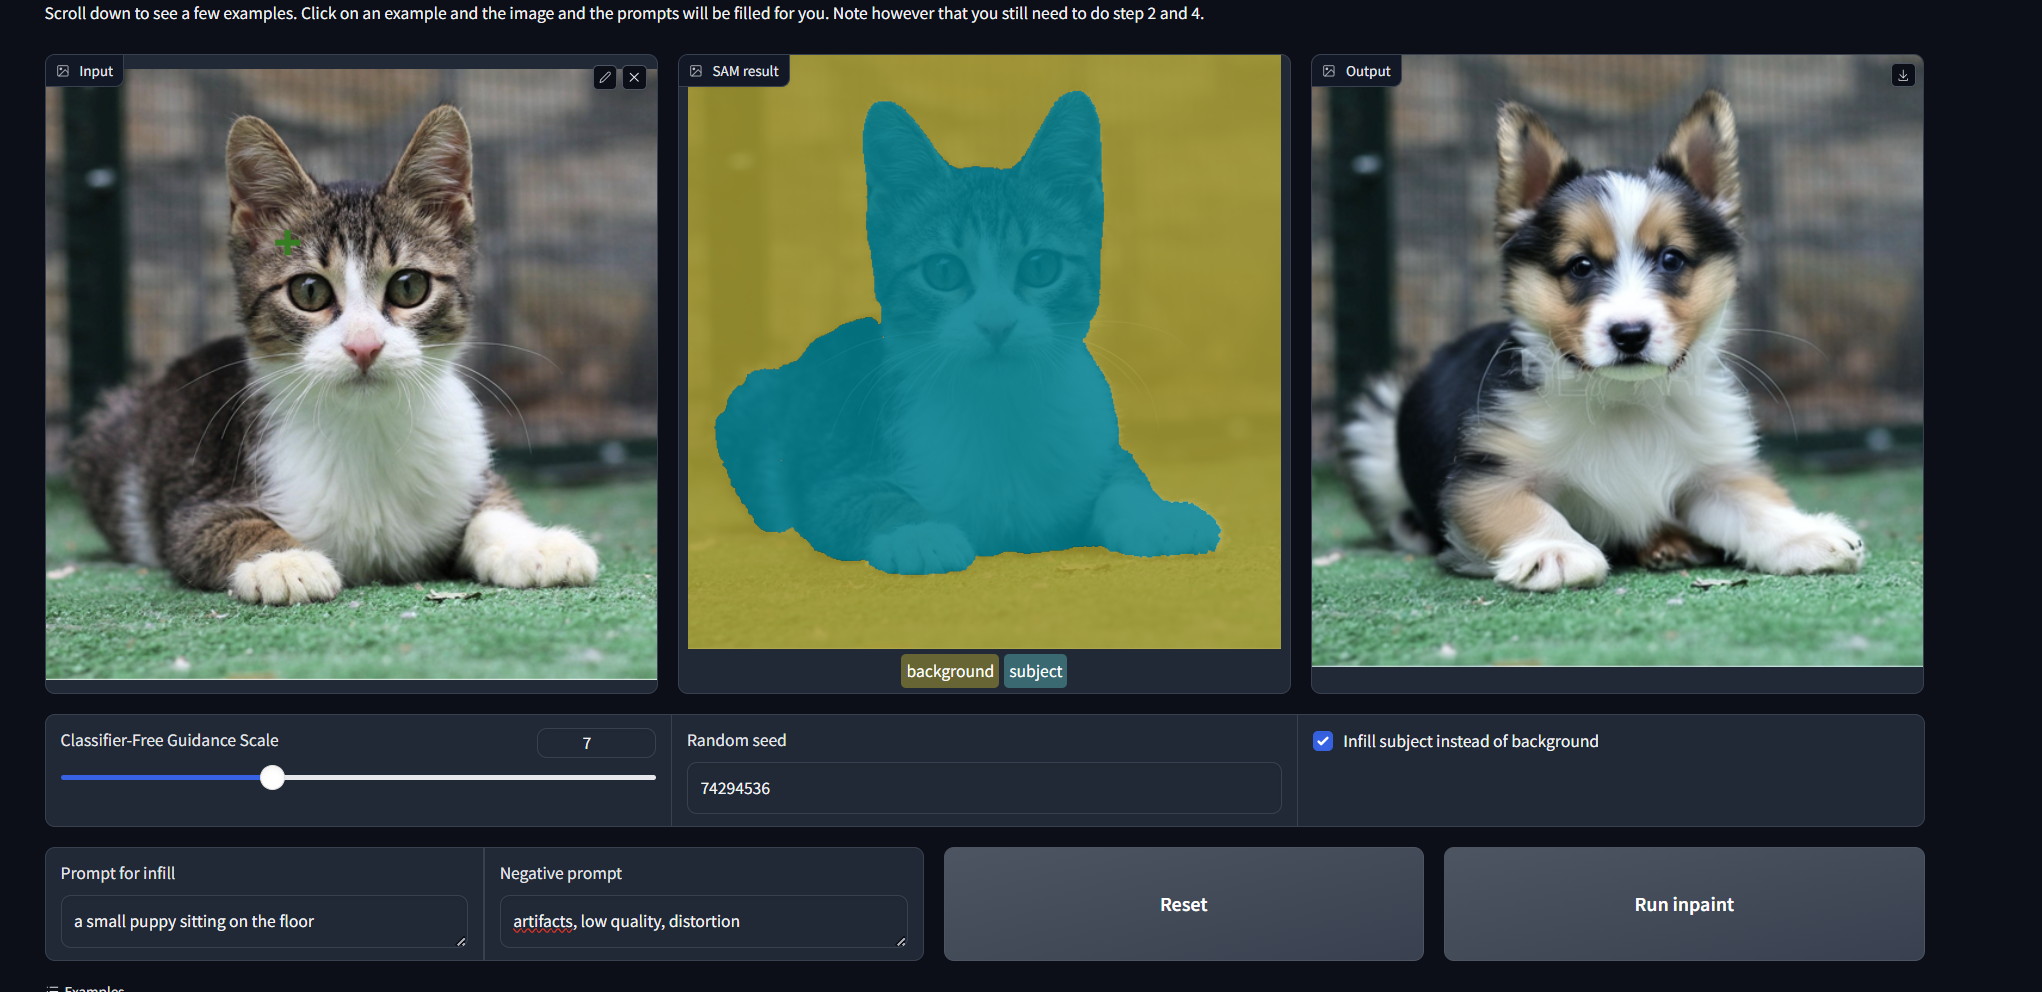 Scroll down to see a few examples. Click on an example and the image and the prompts will be filled for you. Note however that you still need to do step 2 and 4.
Input
SAM result
Output
background
subject
Classifier-Free Guidance Scale
7
Random seed
74294536
Infill subject instead of background
Prompt for infill
a small puppy sitting on the floor
Negative prompt
artifacts, low quality, distortion
Reset
Run inpaint
Examples